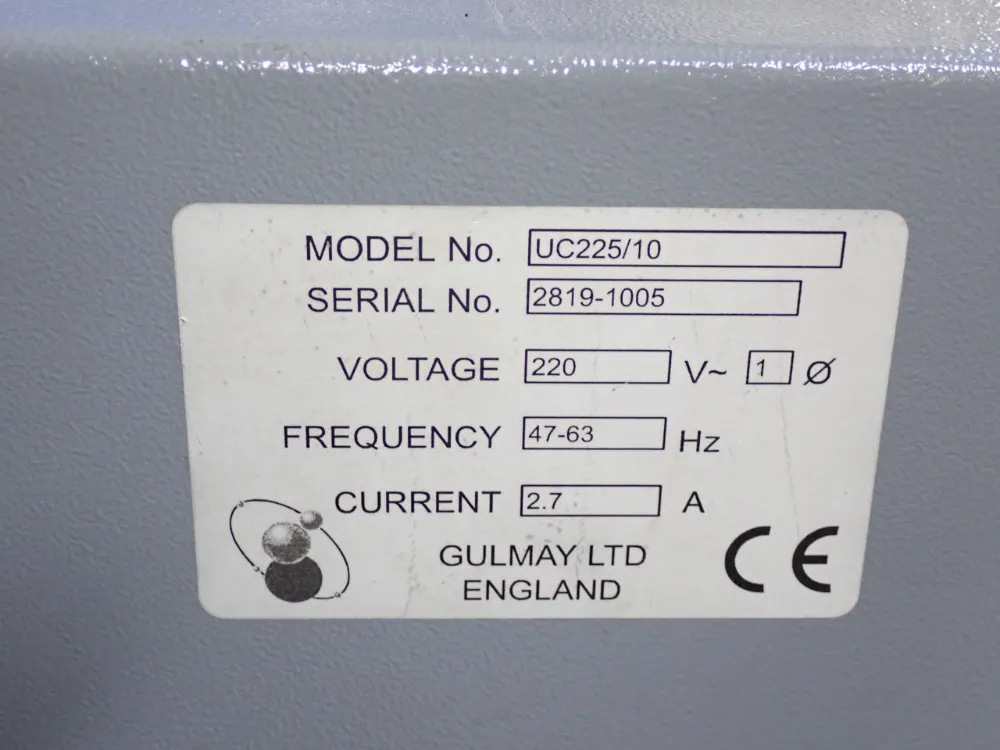 MODEL No. UC225/10
SERIAL No. 2819-1005
VOLTAGE 220 V~ 1 Ø
FREQUENCY 47-63 Hz
CURRENT 2.7 A
GULMAY LTD
ENGLAND
CE